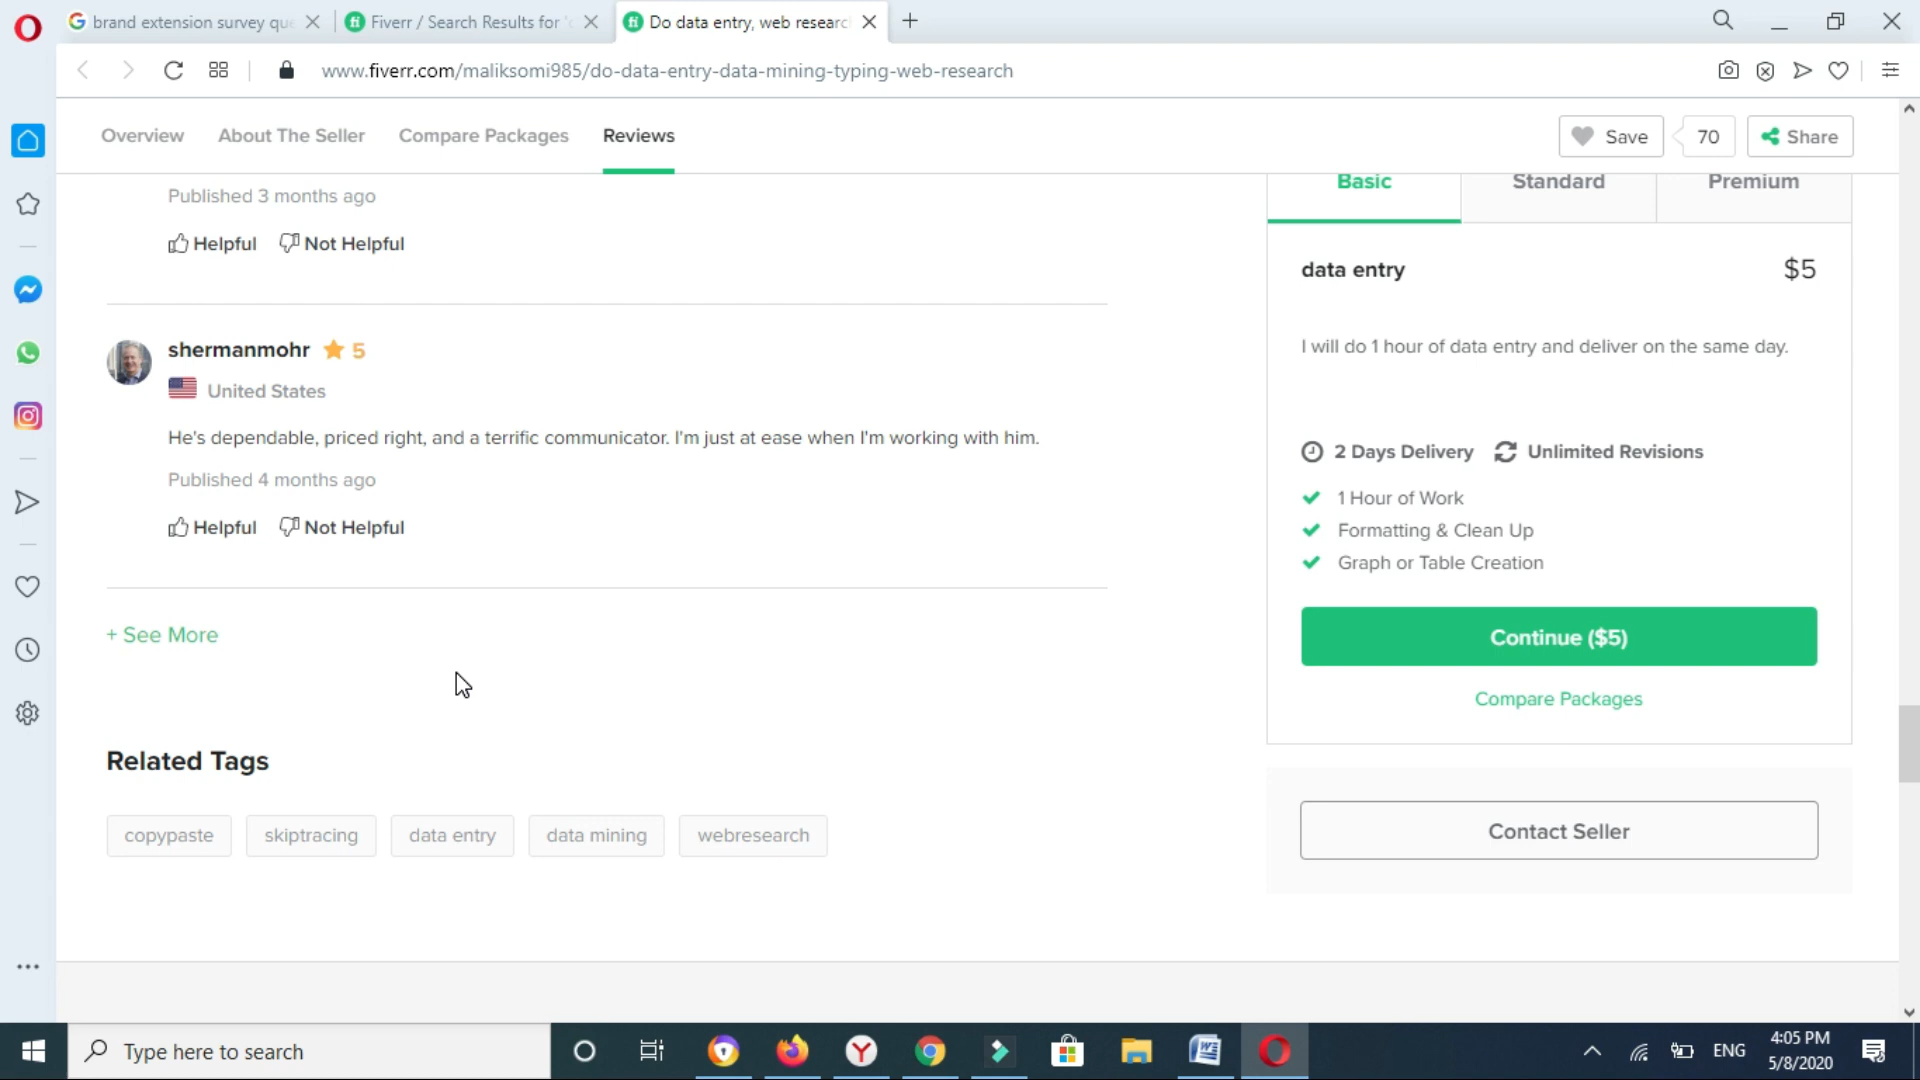 brand extension survey que
Fiverr / Search Results for 'd
Do data entry, web researc
www.fiverr.com/maliksomi985/do-data-entry-data-mining-typing-web-research
Overview
About The Seller
Compare Packages
Reviews
Save
70
Share
Published 3 months ago
Helpful
Not Helpful
shermanmohr 5
United States
He's dependable, priced right, and a terrific communicator. I'm just at ease when I'm working with him.
Published 4 months ago
Helpful
Not Helpful
+ See More
Related Tags
copypaste
skiptracing
data entry
data mining
webresearch
Basic
Standard
Premium
data entry
$5
I will do 1 hour of data entry and deliver on the same day.
2 Days Delivery
Unlimited Revisions
1 Hour of Work
Formatting & Clean Up
Graph or Table Creation
Continue ($5)
Compare Packages
Contact Seller
Type here to search
ENG
4:05 PM
5/8/2020